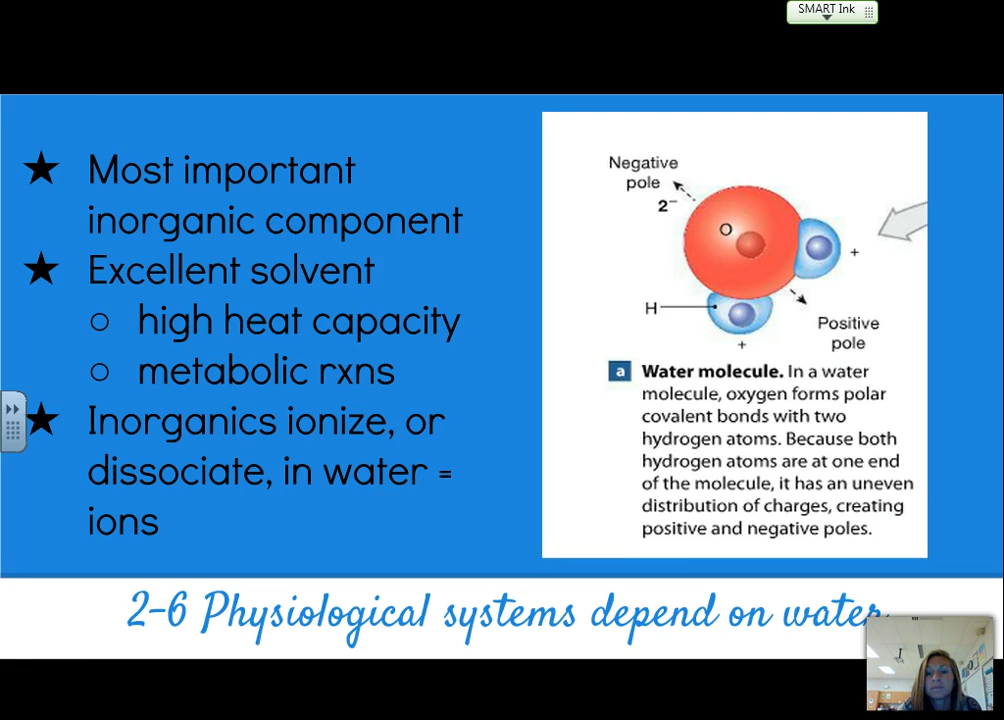 SMART Ink
★ Most important
inorganic component
★ Excellent solvent
○ high heat capacity
○ metabolic rxns
★ Inorganics ionize, or
dissociate, in water =
ions
Negative
pole
2−
O
+
H
+
Positive
pole
a Water molecule. In a water
molecule, oxygen forms polar
covalent bonds with two
hydrogen atoms. Because both
hydrogen atoms are at one end
of the molecule, it has an uneven
distribution of charges, creating
positive and negative poles.
2-6 Physiological systems depend on water